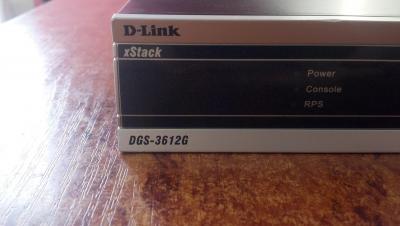 D-Link
xStack
Power
Console
RPS
DGS-3612G